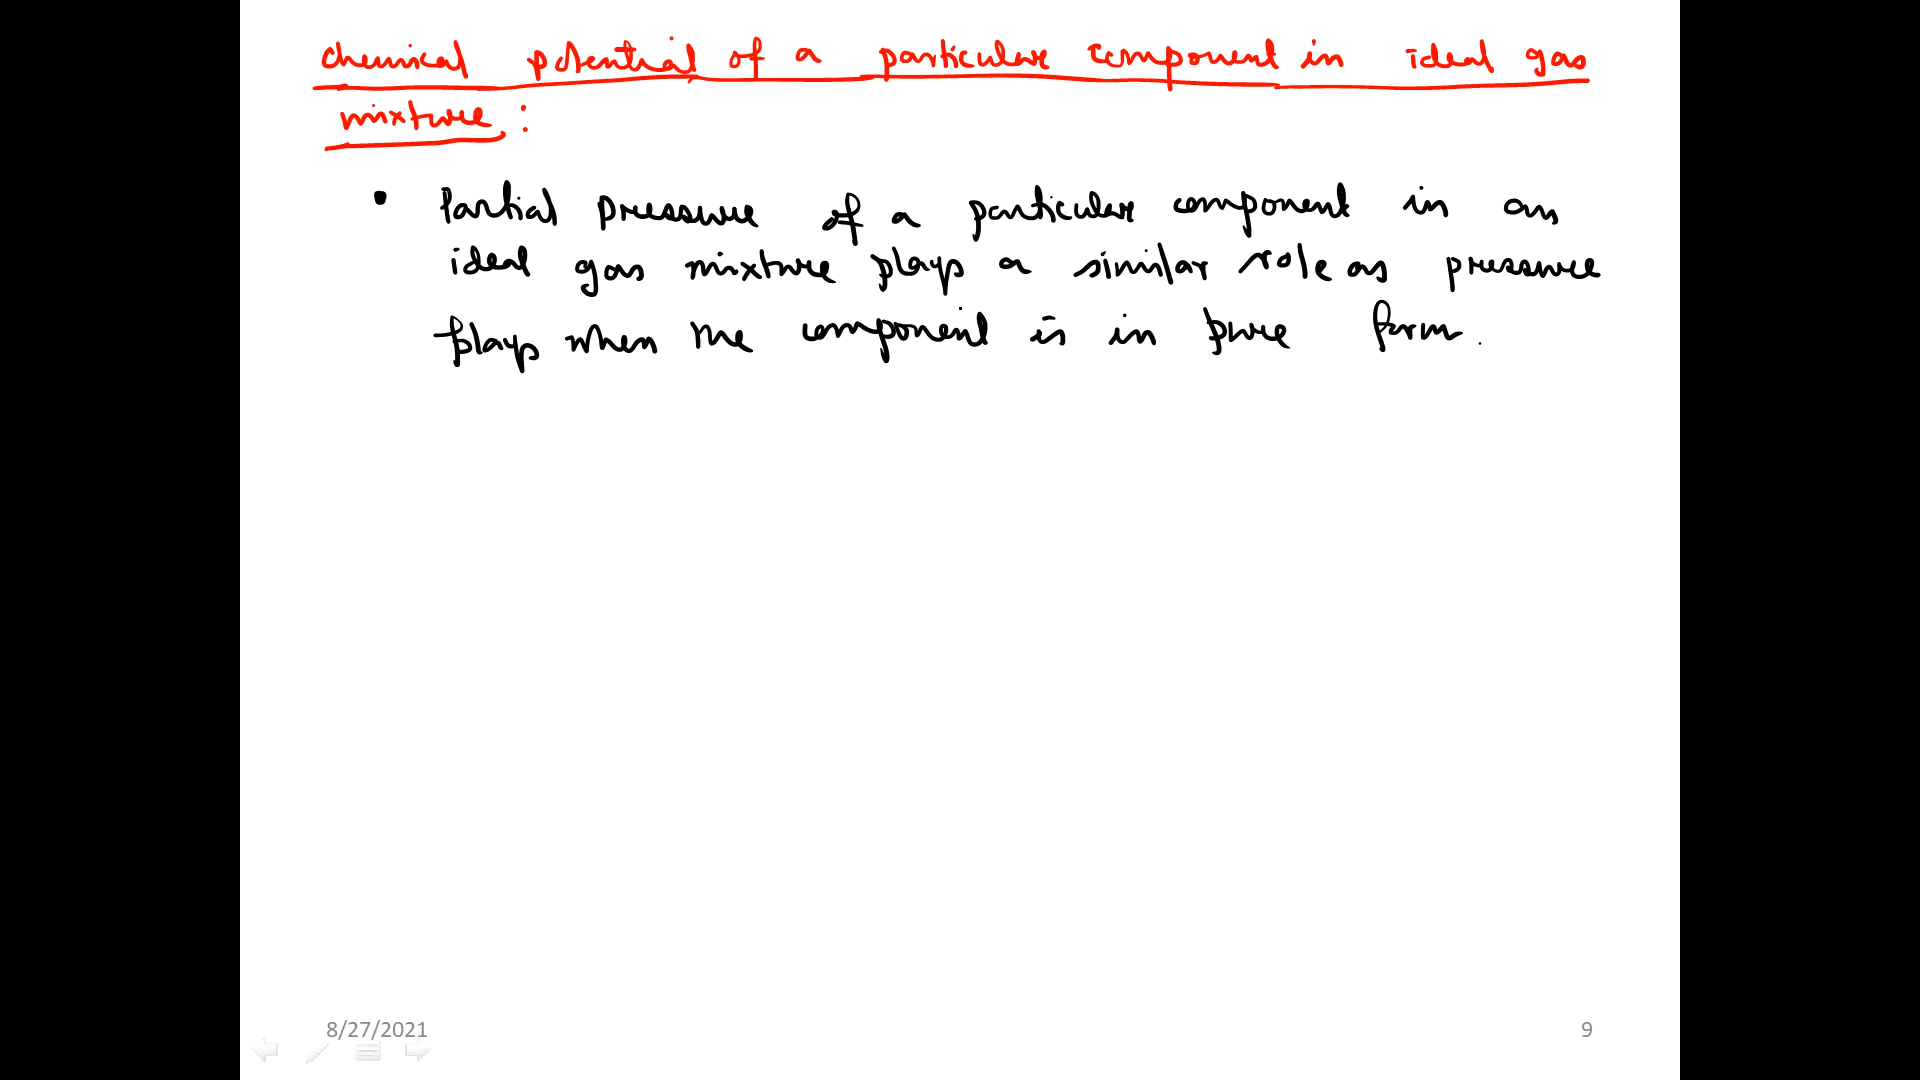 chemical potential of a particular component in ideal gas
mixture :
• Partial pressure of a particular component in an
ideal gas mixture plays a similar role as pressure
plays when the component is in pure form.
8/27/2021
9